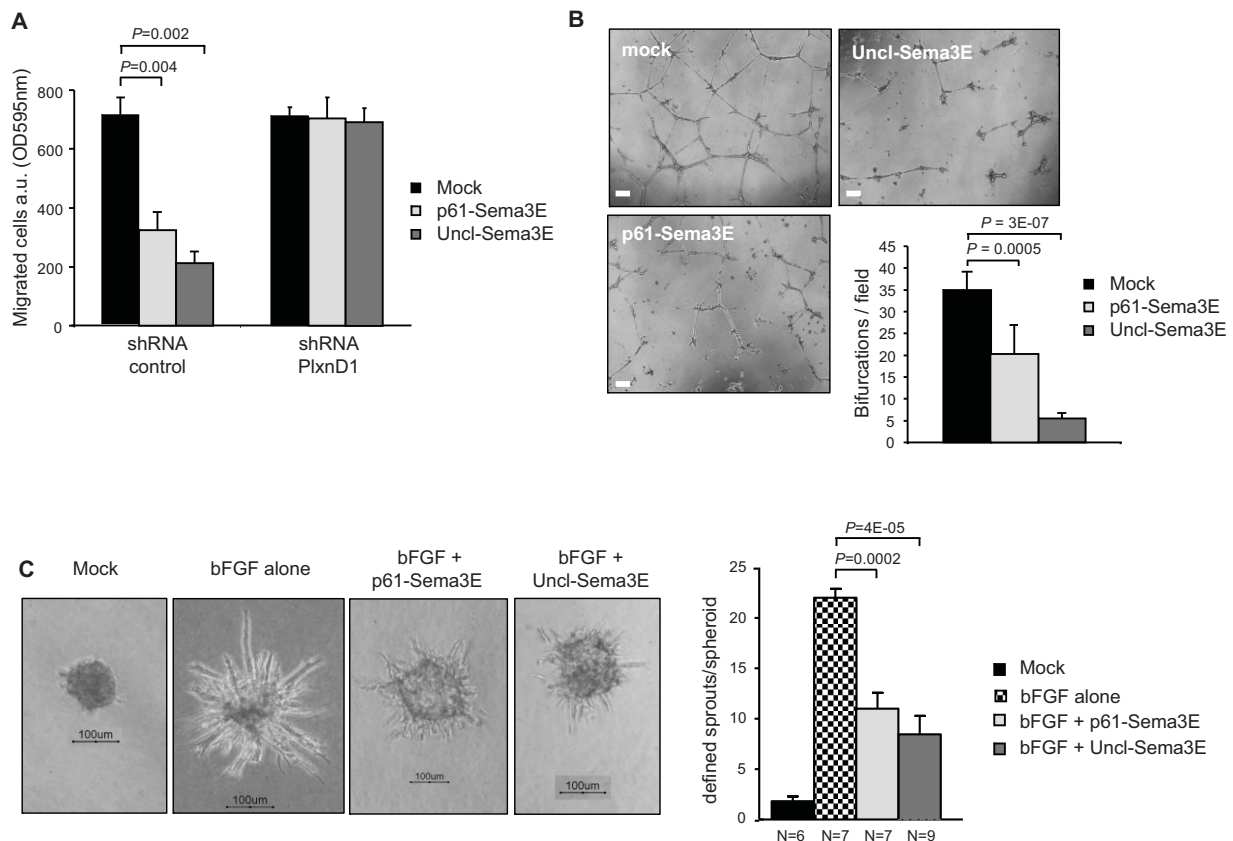 A
P=0.002
P=0.004
Migrated cells a.u. (OD595nm)
800
600
400
200
0
shRNA
control
shRNA
PlxnD1
Mock
p61-Sema3E
Uncl-Sema3E
B
mock
Uncl-Sema3E
p61-Sema3E
P = 3E-07
P = 0.0005
Bifurcations / field
45
40
35
30
25
20
15
10
5
0
Mock
p61-Sema3E
Uncl-Sema3E
C
Mock
bFGF alone
bFGF +
p61-Sema3E
bFGF +
Uncl-Sema3E
100um
100um
100um
100um
P=4E-05
P=0.0002
defined sprouts/spheroid
25
20
15
10
5
0
N=6 N=7 N=7 N=9
Mock
bFGF alone
bFGF + p61-Sema3E
bFGF + Uncl-Sema3E